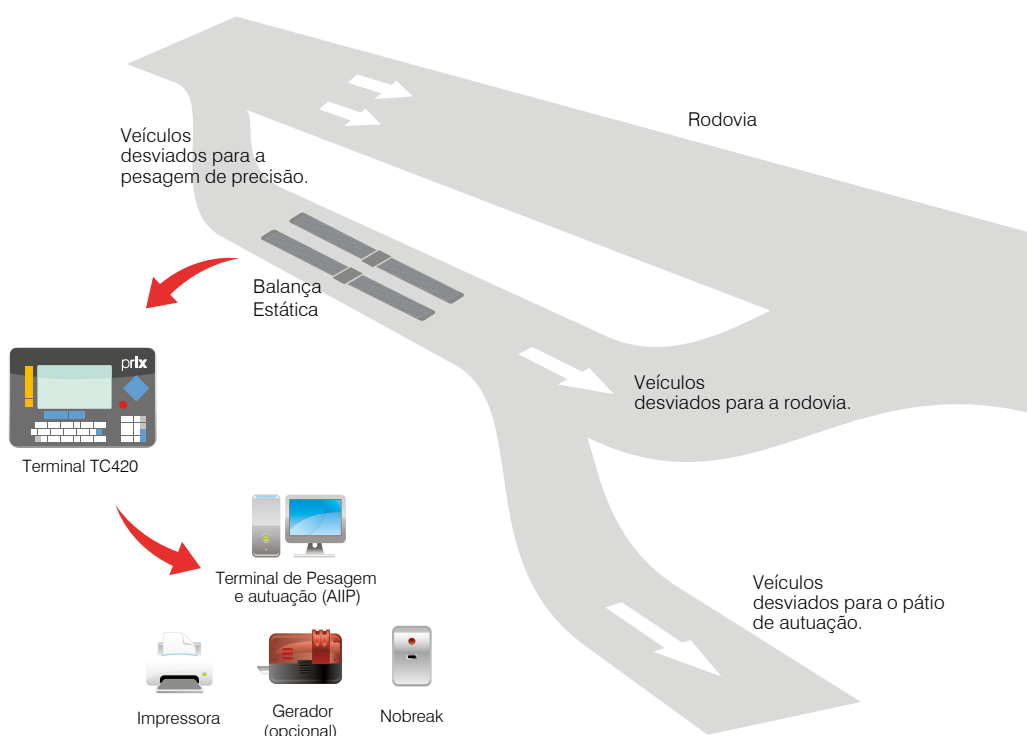 Rodovia
Veículos
desviados para a
pesagem de precisão.
Balança
Estática
prIx
Veículos
desviados para a rodovia.
Terminal TC420
Terminal de Pesagem
e autuação (AIIP)
Veículos
desviados para o pátio
de autuação.
Impressora
Gerador
(opcional)
Nobreak